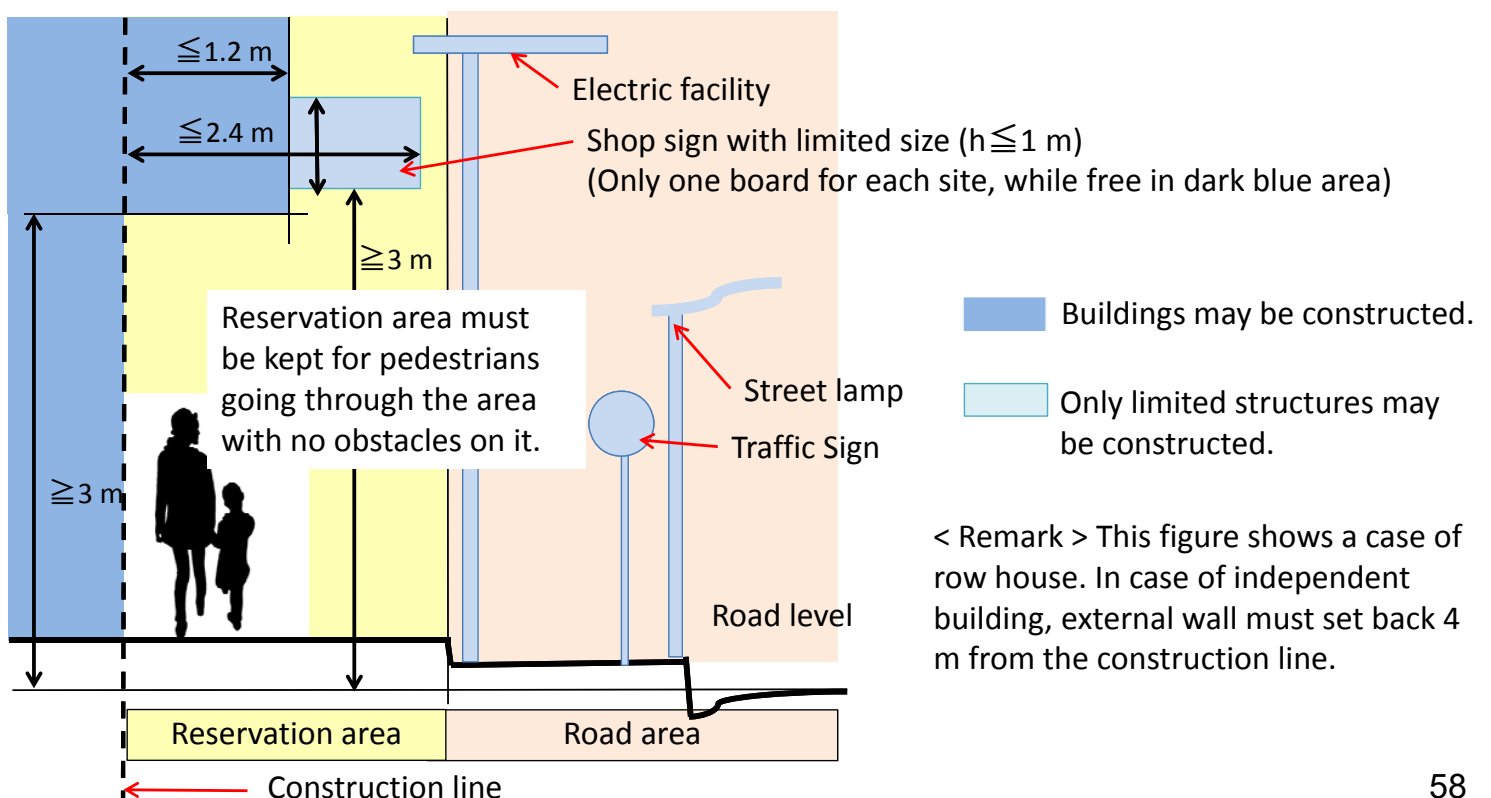 ≦1.2 m
Electric facility
≦2.4 m
Shop sign with limited size (h≦1 m)
(Only one board for each site, while free in dark blue area)
≧3 m
Reservation area must
be kept for pedestrians
going through the area
with no obstacles on it.
Buildings may be constructed.
Street lamp
Only limited structures may
be constructed.
Traffic Sign
≧3 m
< Remark > This figure shows a case of
row house. In case of independent
building, external wall must set back 4
m from the construction line.
Road level
Reservation area
Road area
Construction line
58